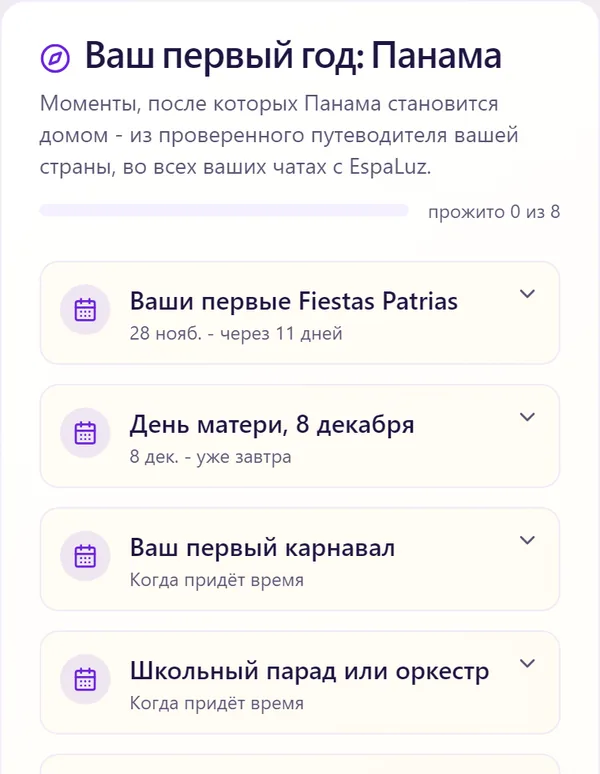 Ваш первый год: Панама
Моменты, после которых Панама становится
домом - из проверенного путеводителя вашей
страны, во всех ваших чатах с EspaLuz.
прожито 0 из 8
Ваши первые Fiestas Patrias
28 нояб. - через 11 дней
День матери, 8 декабря
8 дек. - уже завтра
Ваш первый карнавал
Когда придёт время
Школьный парад или оркестр
Когда придёт время